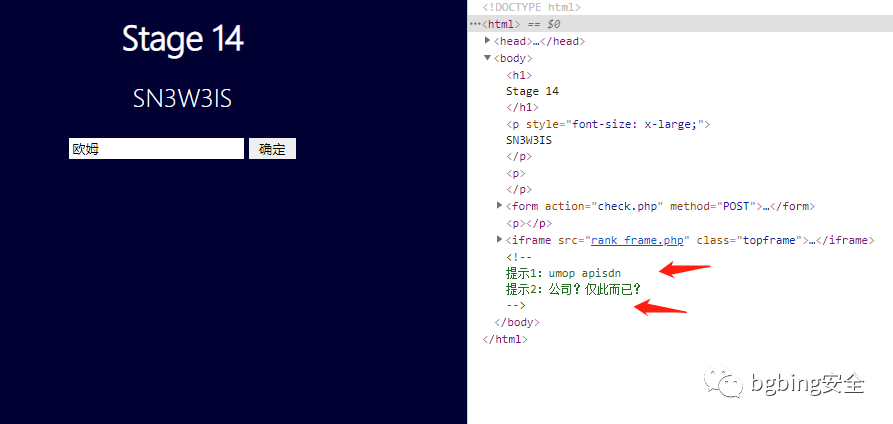 Stage 14
SN3W3IS
欧姆 确定
<!DOCTYPE html>
···<html> == $0
▶<head>…</head>
▼<body>
<h1>
Stage 14
</h1>
<p style="font-size: x-large;">
SN3W3IS
</p>
<p>
</p>
▶<form action="check.php" method="POST">…</form>
<p></p>
▶<iframe src="rank_frame.php" class="topframe">…</iframe>
<!--
提示1：umop apisdn
提示2：公司？仅此而已？
-->
</body>
</html>
bgbing安全